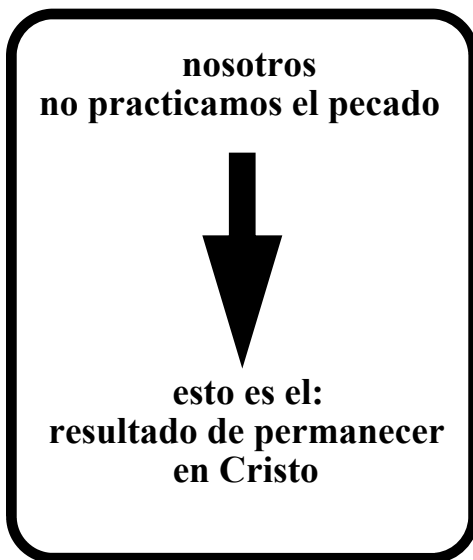 nosotros
no practicamos el pecado
esto es el:
resultado de permanecer
en Cristo